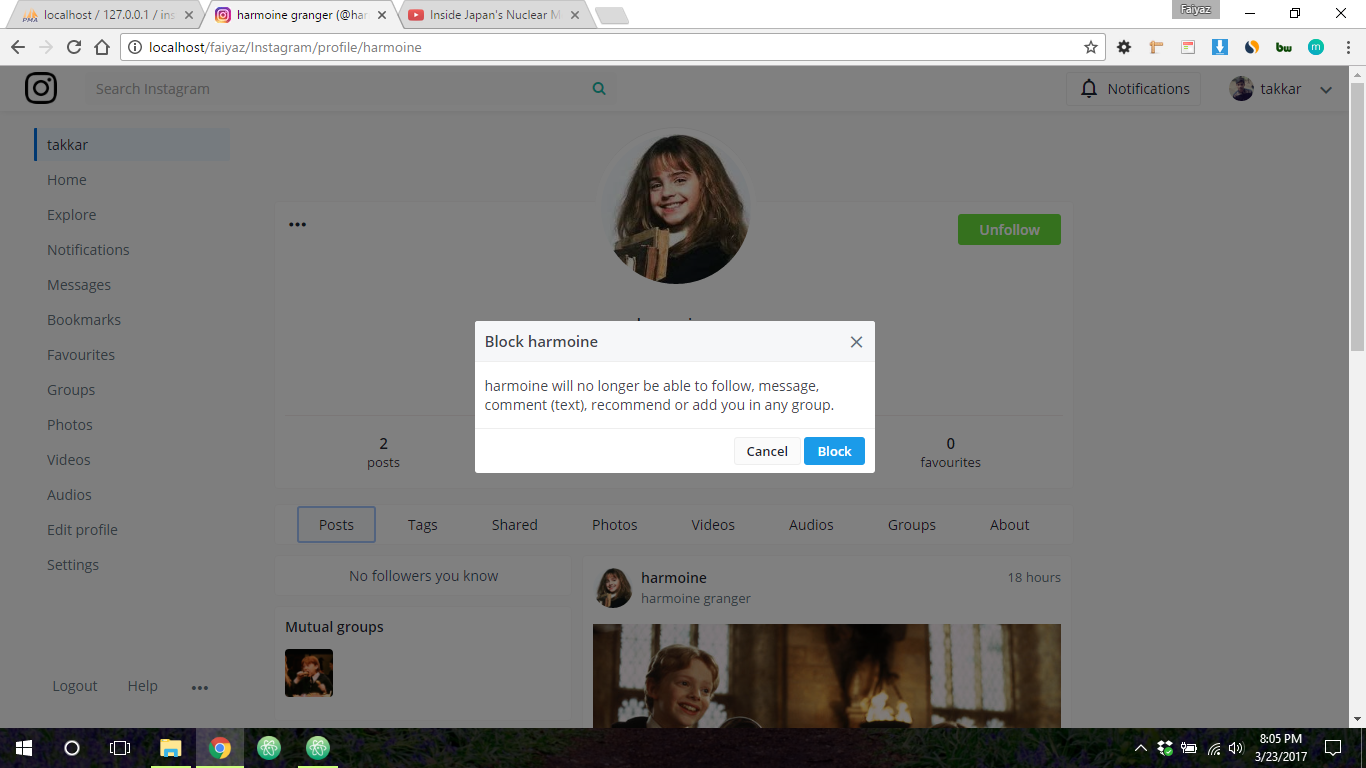 localhost / 127.0.0.1 / ins
harmoine granger (@har
Inside Japan's Nuclear M
Faiyaz
localhost/faiyaz/Instagram/profile/harmoine
bw
m
Search Instagram
Notifications
takkar
takkar
Home
Explore
Notifications
Messages
Bookmarks
Favourites
Groups
Photos
Videos
Audios
Edit profile
Settings
Logout Help
Unfollow
Block harmoine
harmoine will no longer be able to follow, message,
comment (text), recommend or add you in any group.
Cancel Block
2
posts
0
favourites
Posts Tags Shared Photos Videos Audios Groups About
No followers you know
Mutual groups
harmoine
harmoine granger
18 hours
8:05 PM
3/23/2017